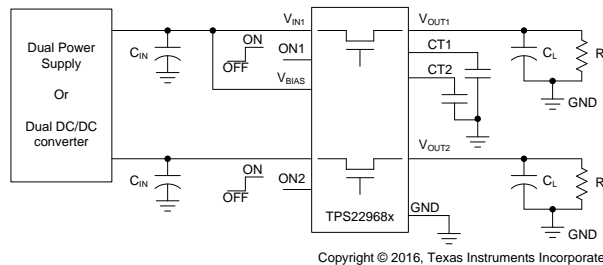 Dual Power
Supply
Or
Dual DC/DC
converter
CIN
VIN1
ON
OFF
ON1
VBIAS
VOUT1
CT1
CT2
CL
R
GND
CIN
ON
OFF
ON2
TPS22968x
VOUT2
GND
CL
R
GND
Copyright © 2016, Texas Instruments Incorporate